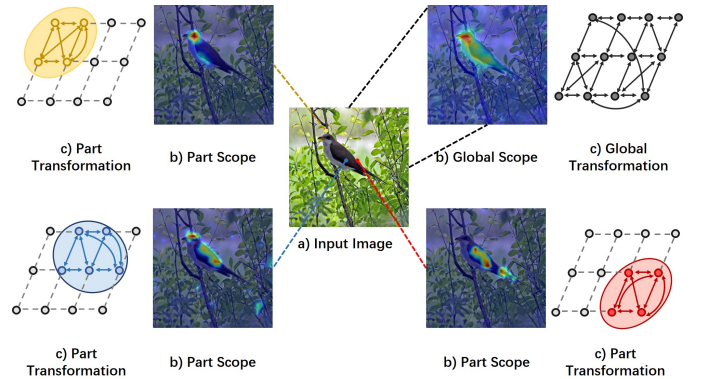 c) Part
Transformation
b) Part Scope
b) Global Scope
c) Global
Transformation
a) Input Image
c) Part
Transformation
b) Part Scope
b) Part Scope
c) Part
Transformation